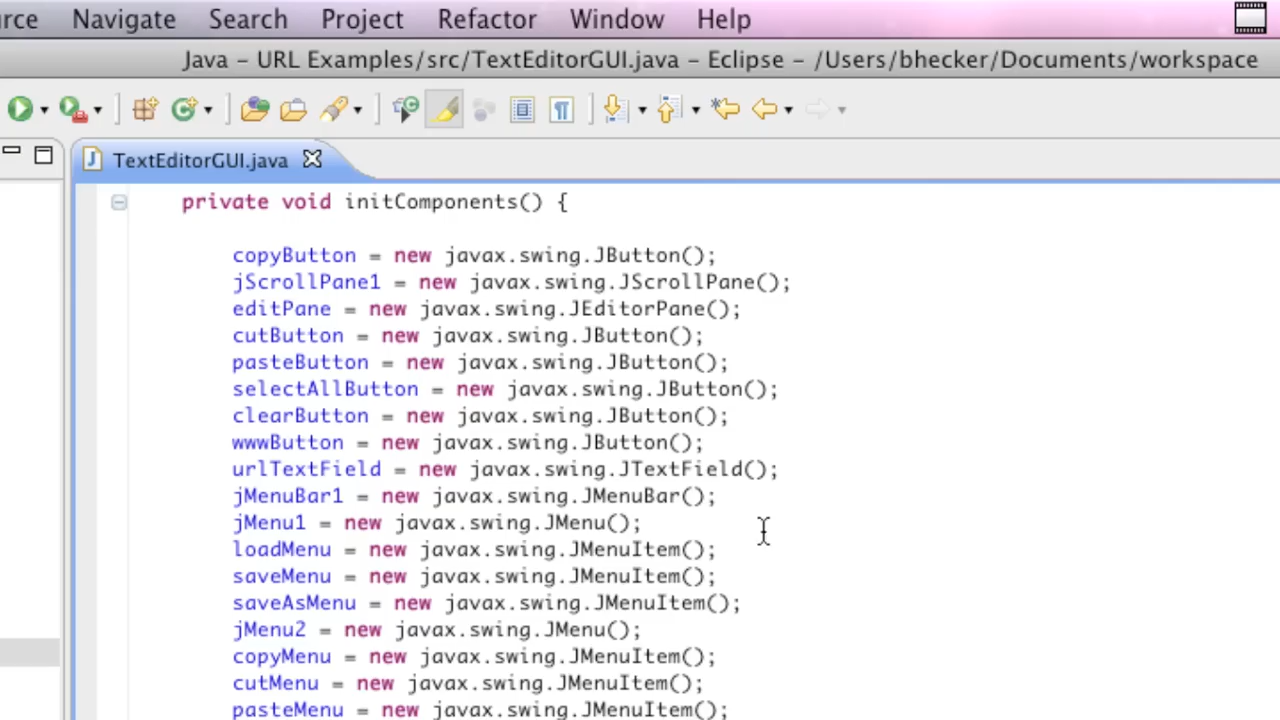 Navigate Search Project Refactor Window Help
Java – URL Examples/src/TextEditorGUI.java – Eclipse – /Users/bhecker/Documents/workspace
TextEditorGUI.java
private void initComponents() {
copyButton = new javax.swing.JButton();
jScrollPane1 = new javax.swing.JScrollPane();
editPane = new javax.swing.JEditorPane();
cutButton = new javax.swing.JButton();
pasteButton = new javax.swing.JButton();
selectAllButton = new javax.swing.JButton();
clearButton = new javax.swing.JButton();
wwwButton = new javax.swing.JButton();
urlTextField = new javax.swing.JTextField();
jMenuBar1 = new javax.swing.JMenuBar();
jMenu1 = new javax.swing.JMenu();
loadMenu = new javax.swing.JMenuItem();
saveMenu = new javax.swing.JMenuItem();
saveAsMenu = new javax.swing.JMenuItem();
jMenu2 = new javax.swing.JMenu();
copyMenu = new javax.swing.JMenuItem();
cutMenu = new javax.swing.JMenuItem();
pasteMenu = new javax.swing.JMenuItem();